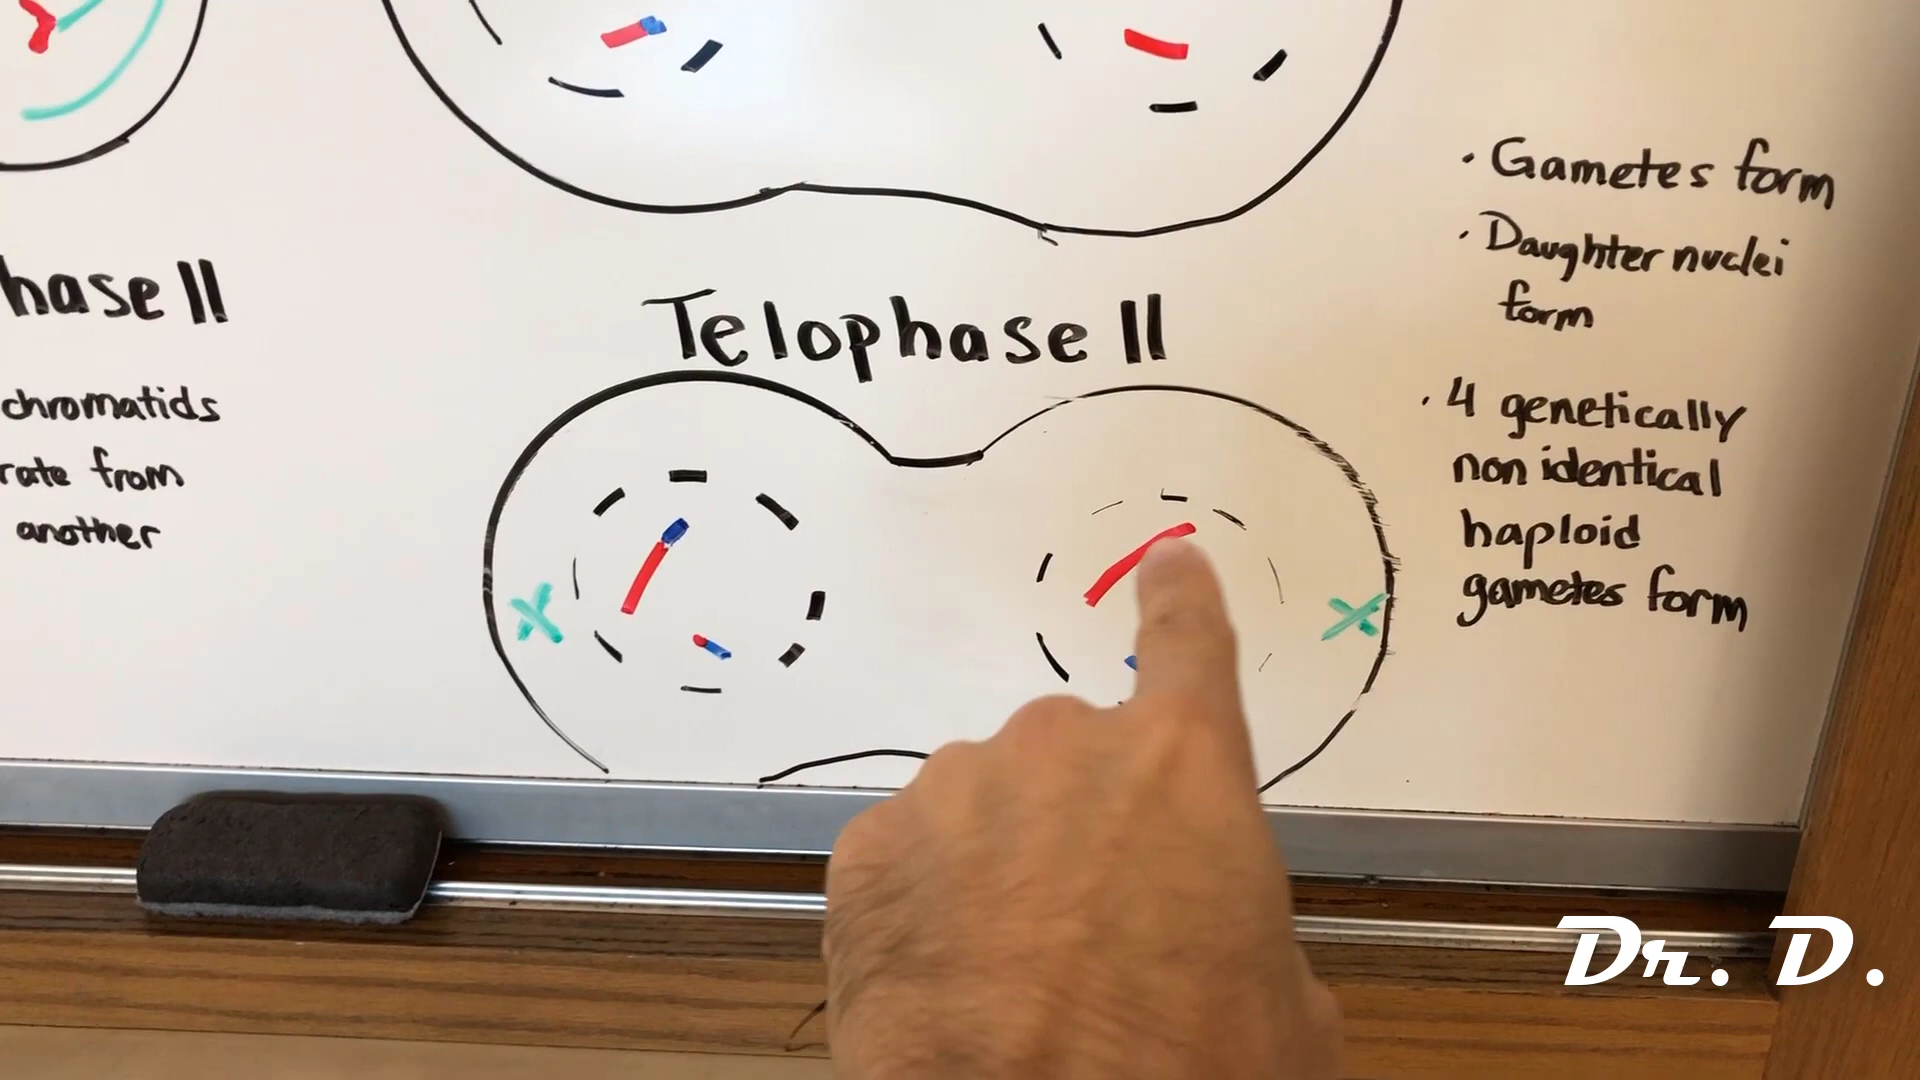 hase II
chromatids
rate from
another
Telophase II
· Gametes form
· Daughter nuclei
form
· 4 genetically
non identical
haploid
gametes form
Dr. D.